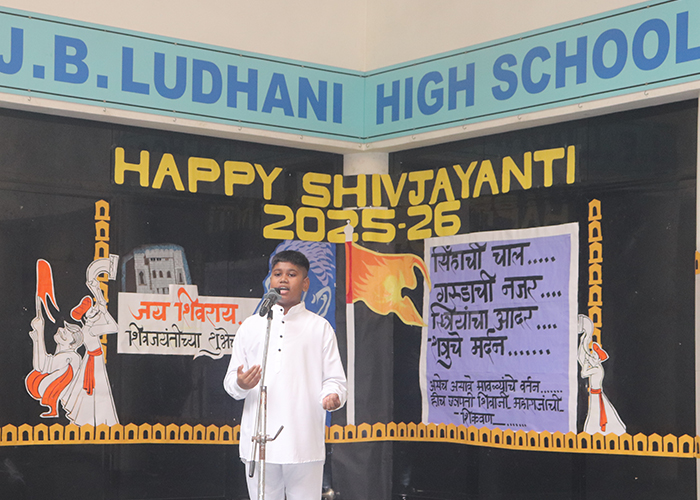 J.B. LUDHANI HIGH SCHOOL
HAPPY SHIVJAYANTI
2025-26
जय शिवराय
शिवजयंतीच्या
सिंहाची चाल.....
गरुडाची नजर....
स्त्रियांचा आदर....
शत्रुचे मर्दन.......
असेच असावे मावळ्यांचे वर्तन....
हीच छत्रपती शिवाजी महाराजांची
शिकवण